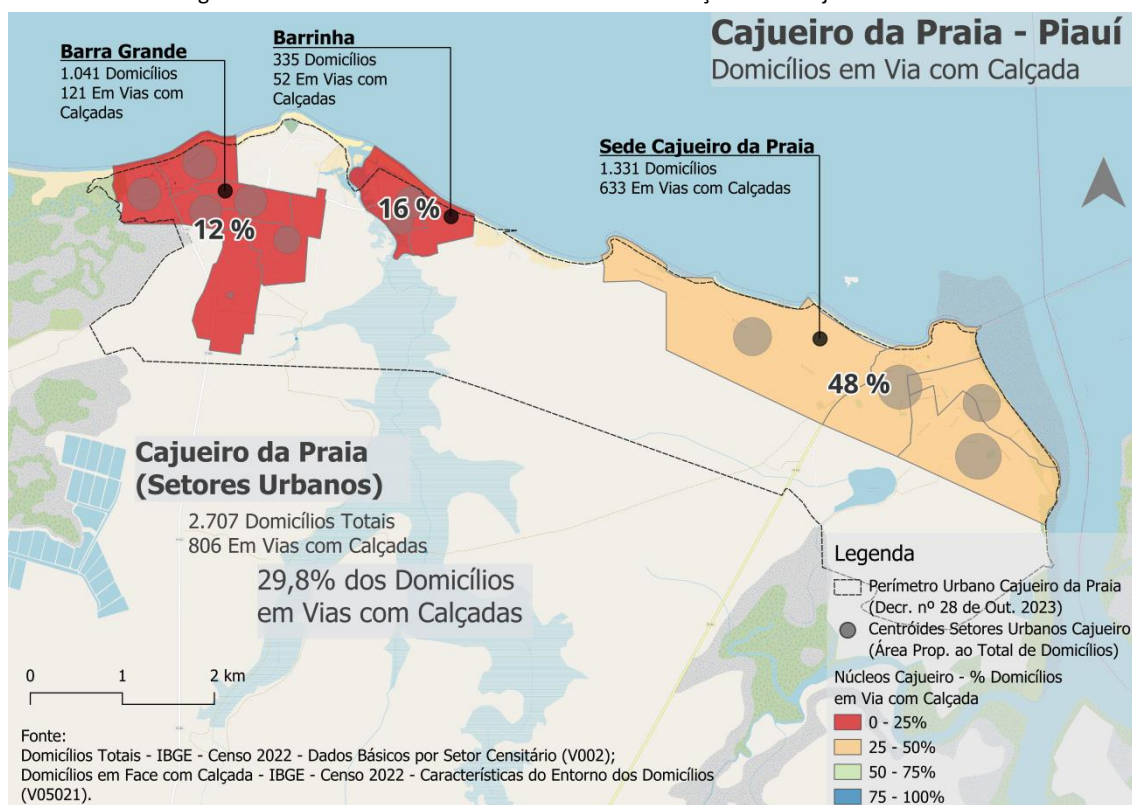 Cajueiro da Praia - Piauí
Domicílios em Via com Calçada
Barra Grande
1.041 Domicílios
121 Em Vias com
Calçadas
Barrinha
335 Domicílios
52 Em Vias com
Calçadas
Sede Cajueiro da Praia
1.331 Domicílios
633 Em Vias com Calçadas
12 %
16 %
48 %
Cajueiro da Praia
(Setores Urbanos)
2.707 Domicílios Totais
806 Em Vias com Calçadas
29,8% dos Domicílios
em Vias com Calçadas
0 1 2 km
Fonte:
Domicílios Totais - IBGE - Censo 2022 - Dados Básicos por Setor Censitário (V002);
Domicílios em Face com Calçada - IBGE - Censo 2022 - Características do Entorno dos Domicílios
(V05021).
Legenda
Perímetro Urbano Cajueiro da Praia
(Decr. nº 28 de Out. 2023)
Centróides Setores Urbanos Cajueiro
(Área Prop. ao Total de Domicílios)
Núcleos Cajueiro - % Domicílios
em Via com Calçada
0 - 25%
25 - 50%
50 - 75%
75 - 100%